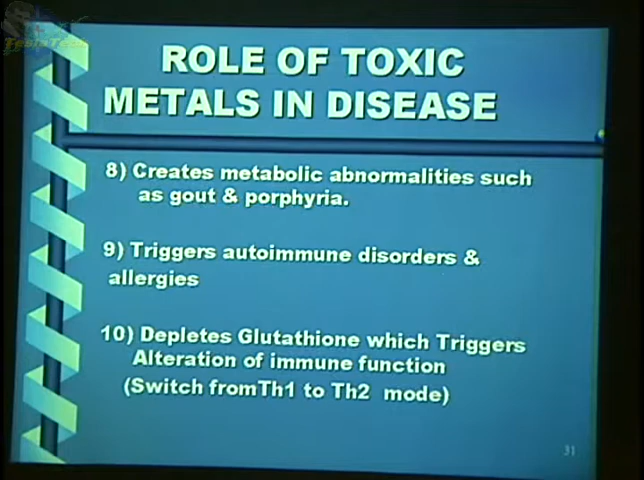 ROLE OF TOXIC
METALS IN DISEASE
8) Creates metabolic abnormalities such
as gout & porphyria.
9) Triggers autoimmune disorders &
allergies
10) Depletes Glutathione which Triggers
Alteration of immune function
(Switch fromTh1 to Th2 mode)
31